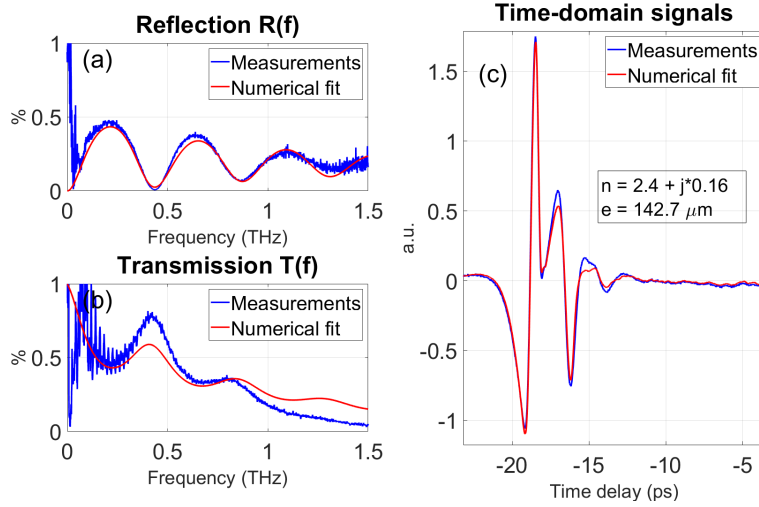 Reflection R(f)
(a)
Measurements
Numerical fit
%
1
0.5
0
0
0.5
1
1.5
Frequency (THz)
Transmission T(f)
(b)
Measurements
Numerical fit
%
1
0.5
0
0
0.5
1
1.5
Frequency (THz)
Time-domain signals
(c)
Measurements
Numerical fit
n = 2.4 + j*0.16
e = 142.7 μm
a.u.
1.5
1
0.5
0
-0.5
-1
-20
-15
-10
-5
Time delay (ps)